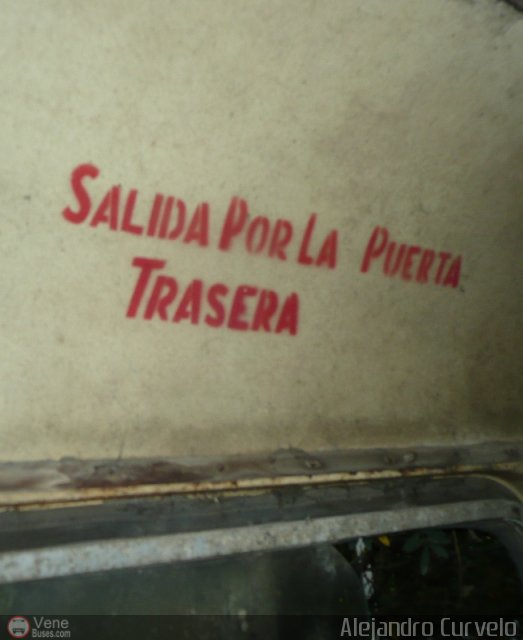 SALIDA POR LA PUERTA
TRASERA
Vene
Buses.com
Alejandro Curvelo